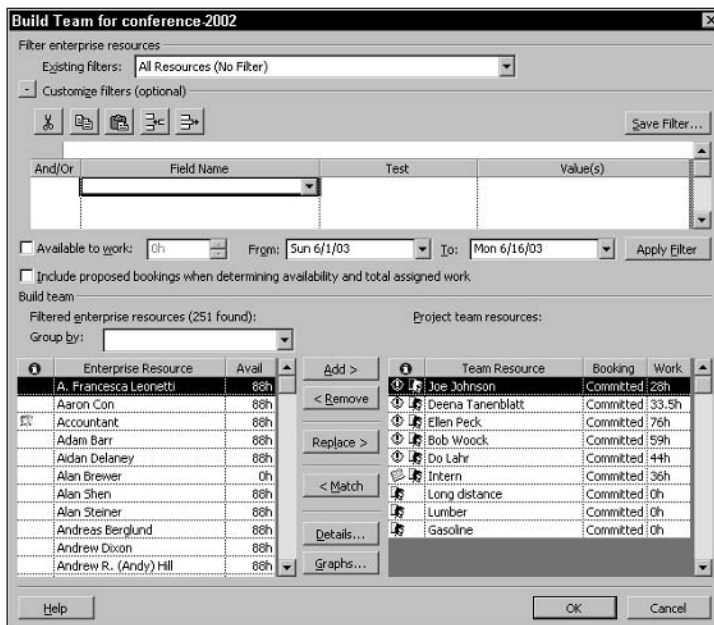 Build Team for conference-2002
Filter enterprise resources
Existing filters: All Resources (No Filter)
- Customize filters (optional)
Save Filter...
And/Or Field Name Test Value(s)
Available to work: 0h From: Sun 6/1/03 To: Mon 6/16/03 Apply Filter
Include proposed bookings when determining availability and total assigned work
Build team
Filtered enterprise resources (251 found): Project team resources:
Group by:
Enterprise Resource Avail Add > Team Resource Booking Work
A. Francesca Leonetti 88h Joe Johnson Committed 28h
Aaron Con 88h < Remove Deena Tanenblatt Committed 33.5h
Accountant 88h Ellen Peck Committed 76h
Adam Barr 88h Replace > Bob Woock Committed 59h
Aidan Delaney 88h Do Lahr Committed 44h
Alan Brewer 0h < Match Intern Committed 36h
Alan Shen 88h Long distance Committed 0h
Alan Steiner 88h Lumber Committed 0h
Andreas Berglund 88h Details... Gasoline Committed 0h
Andrew Dixon 88h
Andrew R. (Andy) Hill 88h Graphs...
Help OK Cancel